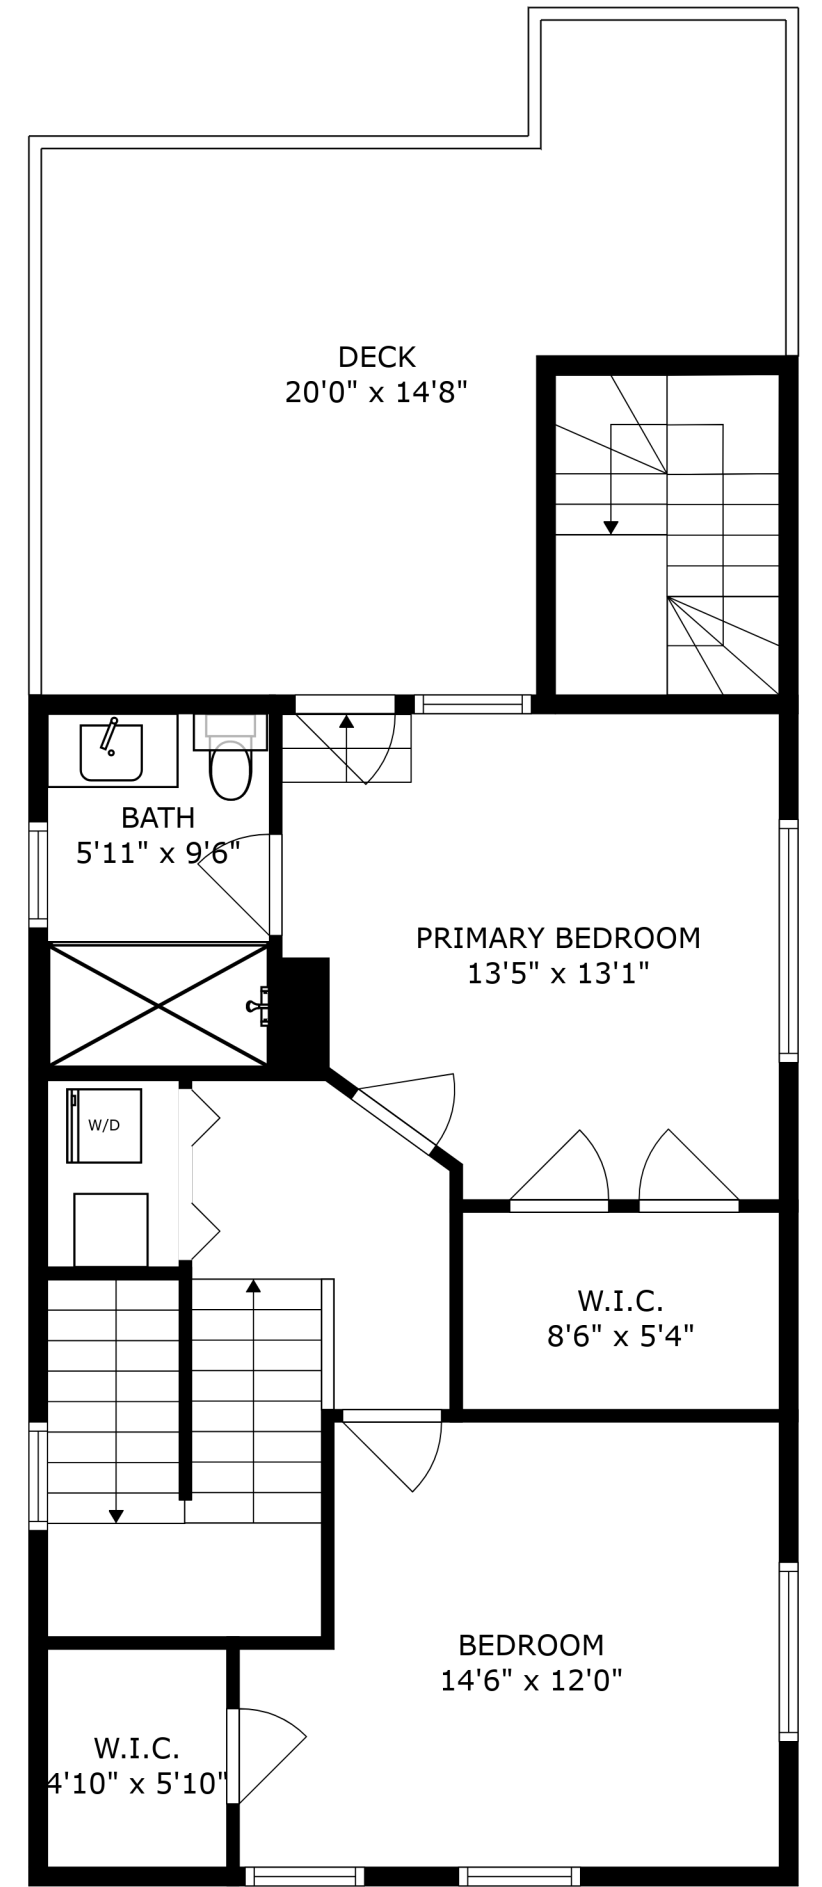 DECK
20'0" x 14'8"
BATH
5'11" x 9'6"
PRIMARY BEDROOM
13'5" x 13'1"
W/D
W.I.C.
8'6" x 5'4"
BEDROOM
14'6" x 12'0"
W.I.C.
4'10" x 5'10"